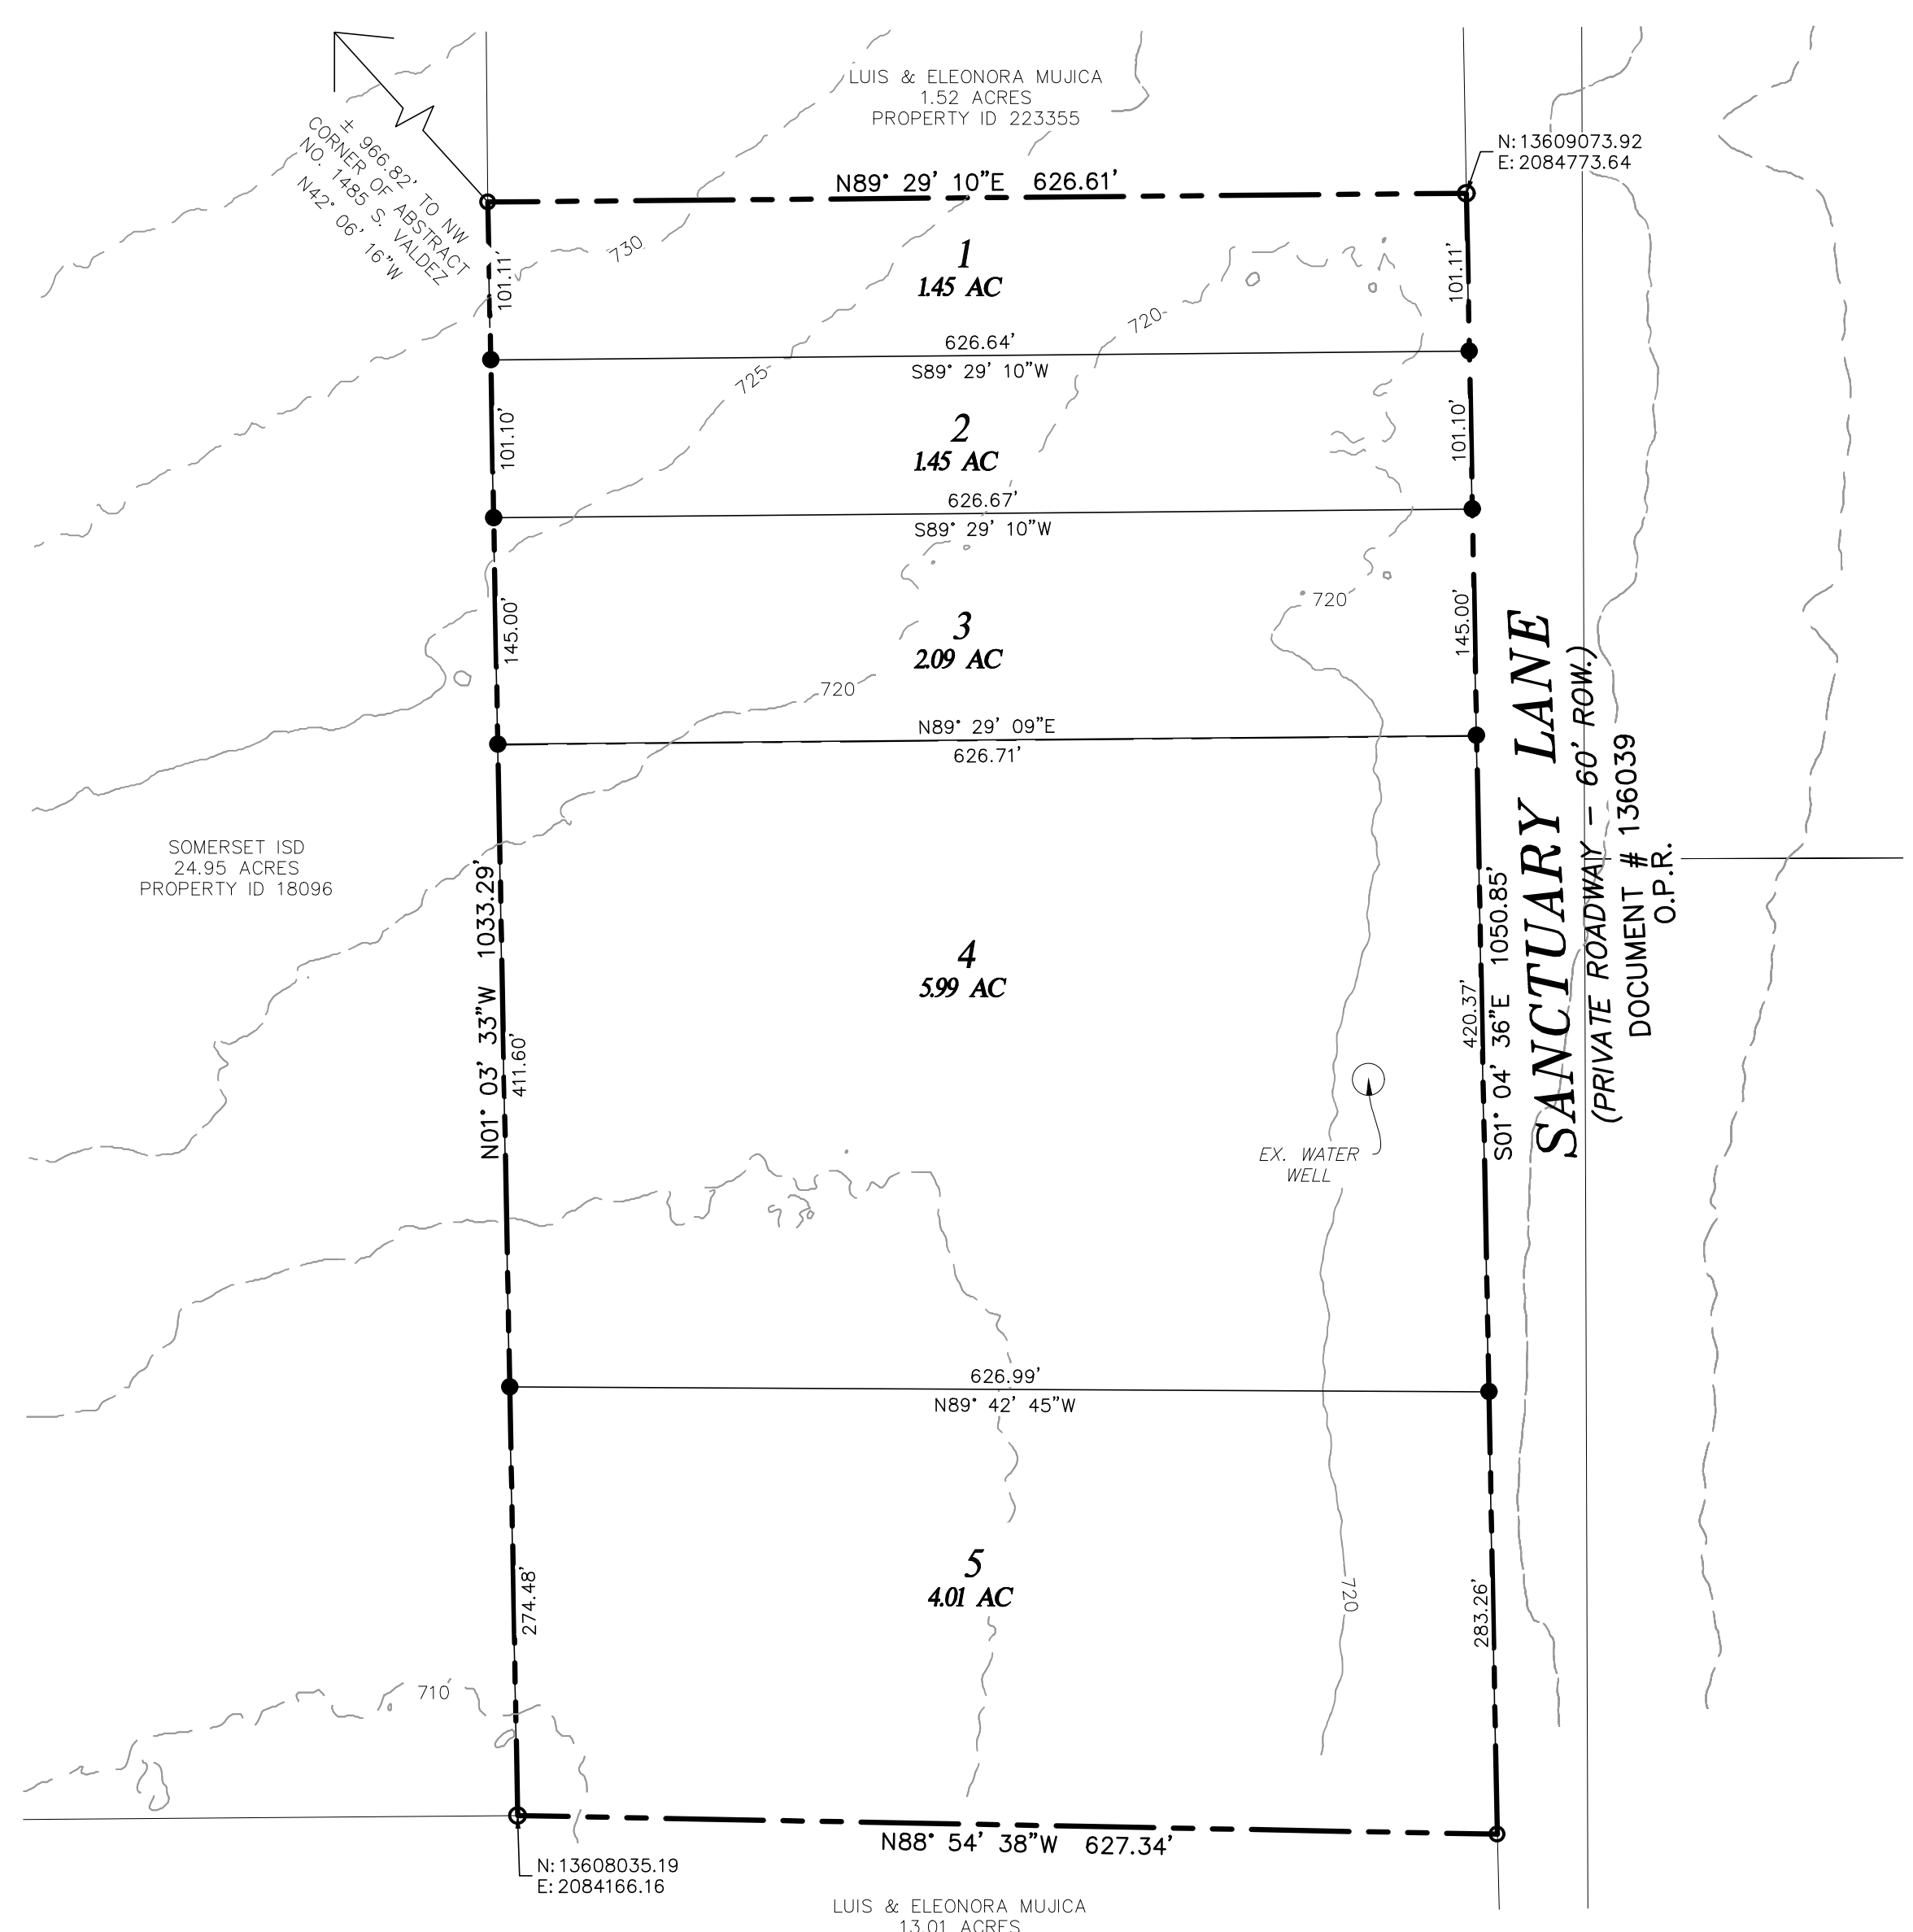 LUIS & ELEONORA MUJICA
1.52 ACRES
PROPERTY ID 223355
N:13609073.92
E:2084773.64
± 966.82' TO NW
CORNER OF ABSTRACT
NO. 1485 S. VALDEZ
N42° 06' 16"W
N89° 29' 10"E 626.61'
730
101.11'
1
1.45 AC
101.11'
720
626.64'
S89° 29' 10"W
725
101.10'
2
1.45 AC
101.10'
626.67'
S89° 29' 10"W
720
145.00'
3
2.09 AC
145.00'
720
N89° 29' 09"E
626.71'
SOMERSET ISD
24.95 ACRES
PROPERTY ID 18096
N01° 03' 33"W 1033.29'
411.60'
4
5.99 AC
420.37'
S01° 04' 36"E 1050.85'
SANCTUARY LANE
(PRIVATE ROADWAY - 60' ROW.)
DOCUMENT # 136039
O.P.R.
EX. WATER
WELL
626.99'
N89° 42' 45"W
274.48'
5
4.01 AC
720
283.26'
710
N88° 54' 38"W 627.34'
N:13608035.19
E:2084166.16
LUIS & ELEONORA MUJICA
13.01 ACRES